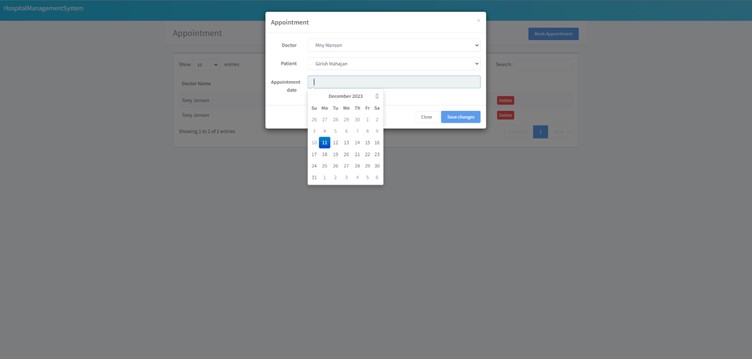 HospitalManagementSystem
Appointment
×
Appointment
Book Appointment
Doctor
Patient
Girish Mahajan
Appointment
date
Show 10 entries
Search:
Doctor Name
Tony Jonson
Delete
Tony Jonson
Delete
Showing 1 to 2 of 2 entries
1
Close
Save changes
December 2023
Su Mo Tu We Th Fr Sa
26 27 28 29 30 1 2
3 4 5 6 7 8 9
10 11 12 13 14 15 16
17 18 19 20 21 22 23
24 25 26 27 28 29 30
31 1 2 3 4 5 6